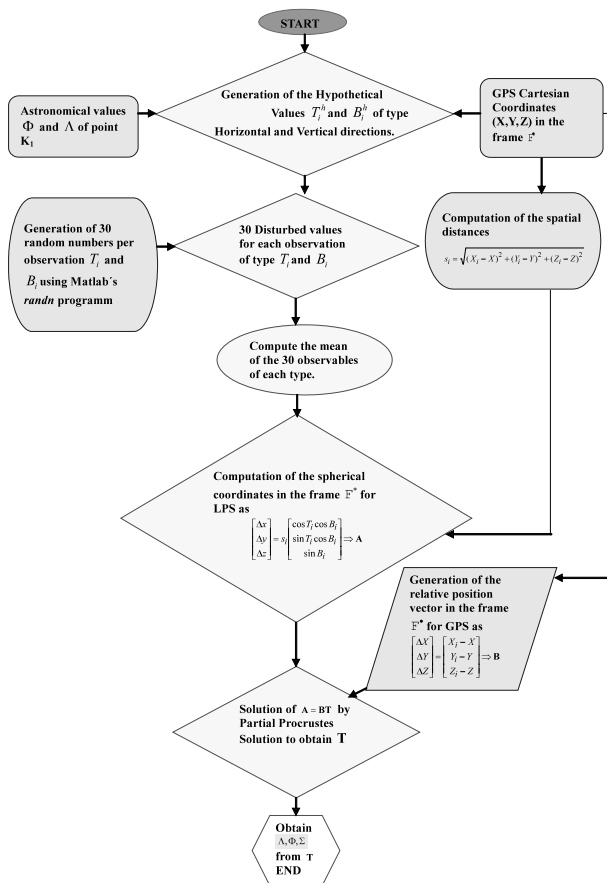 START
Generation of the Hypothetical
Values T_i^h and B_i^h of type
Horizontal and Vertical directions.
Astronomical values
Φ and Λ of point
K₁
GPS Cartesian
Coordinates
(X,Y,Z) in the
frame 𝔽•
Generation of 30
random numbers per
observation T_i and
B_i using Matlab´s
randn programm
30 Disturbed values
for each observation
of type T_i and B_i
Computation of the spatial
distances
s_i = √((X_i – X)² + (Y_i – Y)² + (Z_i – Z)²)
Compute the mean
of the 30 observables
of each type.
Computation of the spherical
coordinates in the frame 𝔽* for
LPS as
[Δx] [cos T_i cos B_i]
[Δy] = s_i [sin T_i cos B_i] ⇒ A
[Δz] [sin B_i]
Generation of the
relative position
vector in the frame
𝔽• for GPS as
[ΔX] [X_i – X]
[ΔY] = [Y_i – Y] ⇒ B
[ΔZ] [Z_i – Z]
Solution of A = BT by
Partial Procrustes
Solution to obtain T
Obtain
Λ,Φ,Σ
from T
END